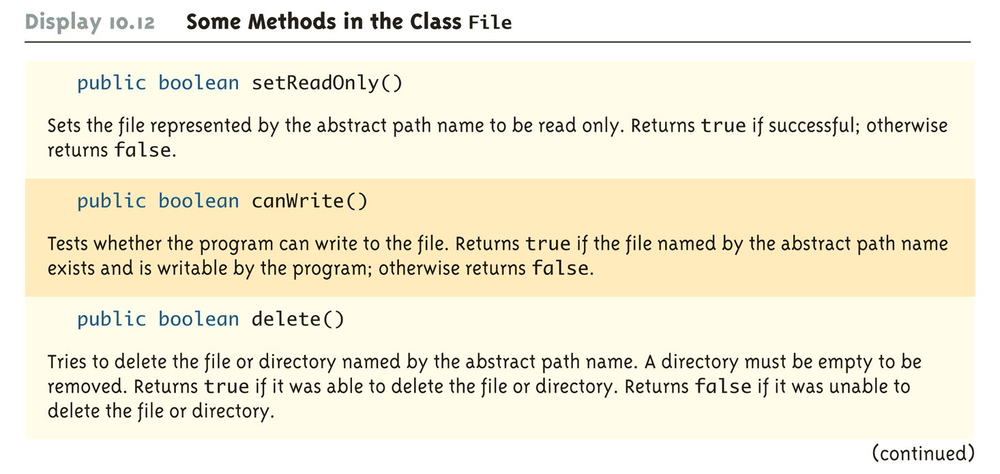 Display 10.12 Some Methods in the Class File
public boolean setReadOnly()
Sets the file represented by the abstract path name to be read only. Returns true if successful; otherwise
returns false.
public boolean canWrite()
Tests whether the program can write to the file. Returns true if the file named by the abstract path name
exists and is writable by the program; otherwise returns false.
public boolean delete()
Tries to delete the file or directory named by the abstract path name. A directory must be empty to be
removed. Returns true if it was able to delete the file or directory. Returns false if it was unable to
delete the file or directory.
(continued)